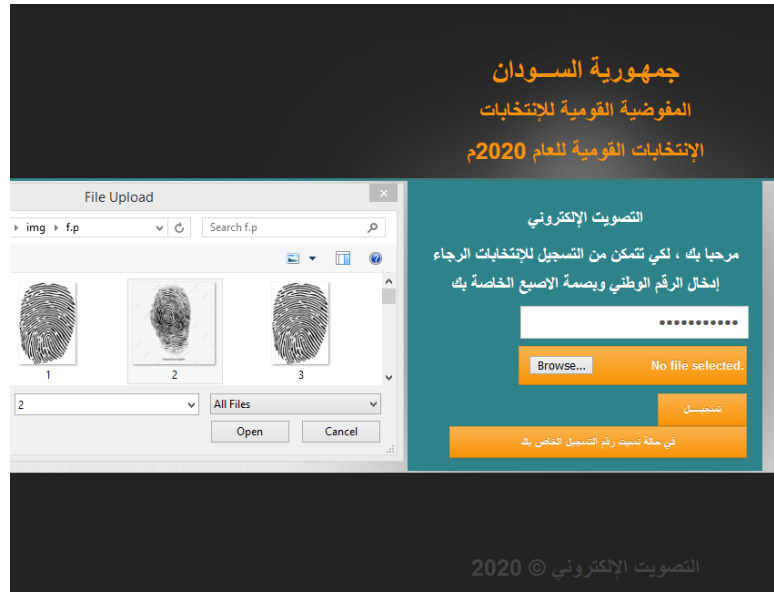 جمهورية الســودان
المفوضية القومية للإنتخابات
الإنتخابات القومية للعام 2020م
File Upload
img f.p
Search f.p
1
2
3
2
All Files
Open
Cancel
التصويت الإلكتروني
مرحبا بك ، لكي تتمكن من التسجيل للإنتخابات الرجاء
إدخال الرقم الوطني وبصمة الاصبع الخاصة بك
Browse... No file selected.
تسجيــل
في حالة نسيت رقم التسجيل الخاص بك
التصويت الإلكتروني © 2020